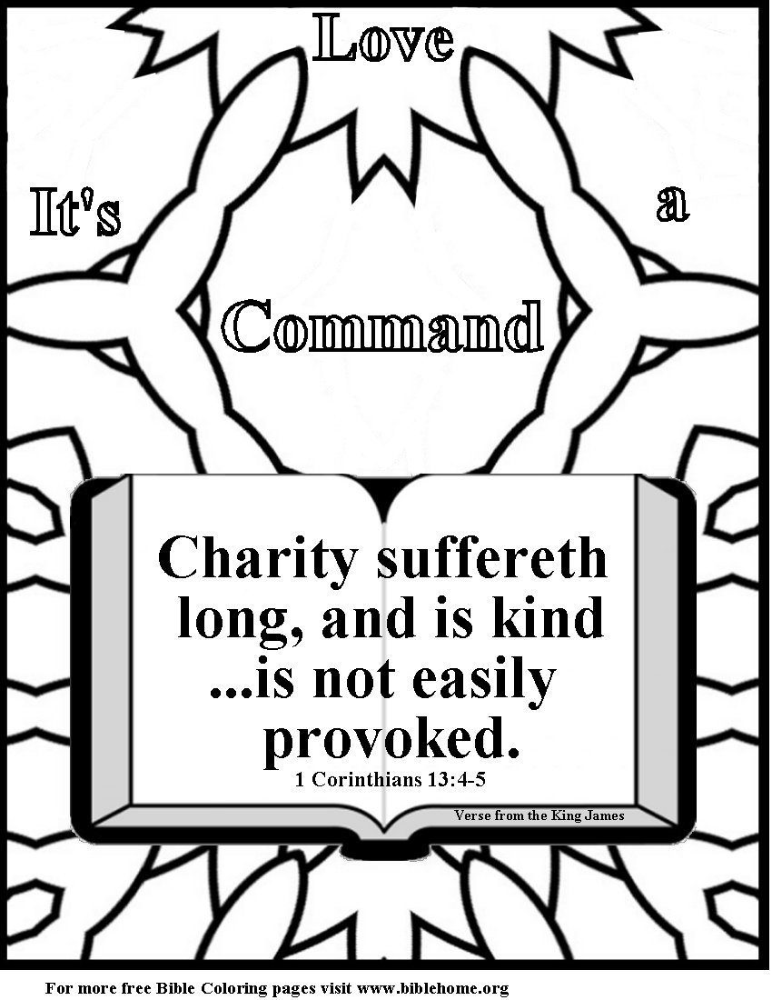 Love
It's
a
Command
Charity suffereth
long, and is kind
...is not easily
provoked.
1 Corinthians 13:4-5
Verse from the King James
For more free Bible Coloring pages visit www.biblehome.org